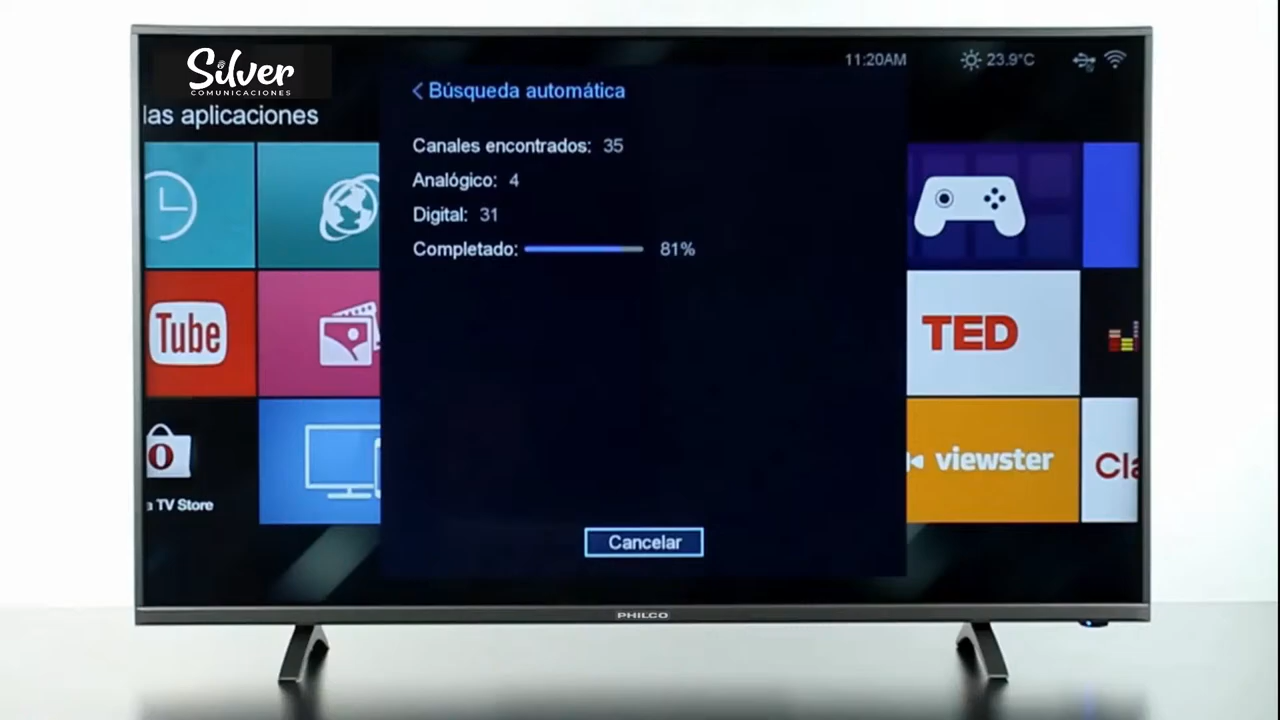 Silver
COMUNICACIONES
11:20AM
23.9°C
las aplicaciones
Búsqueda automática
Canales encontrados: 35
Analógico: 4
Digital: 31
Completado: 81%
Tube
TED
viewster
Cla
a TV Store
Cancelar
PHILCO